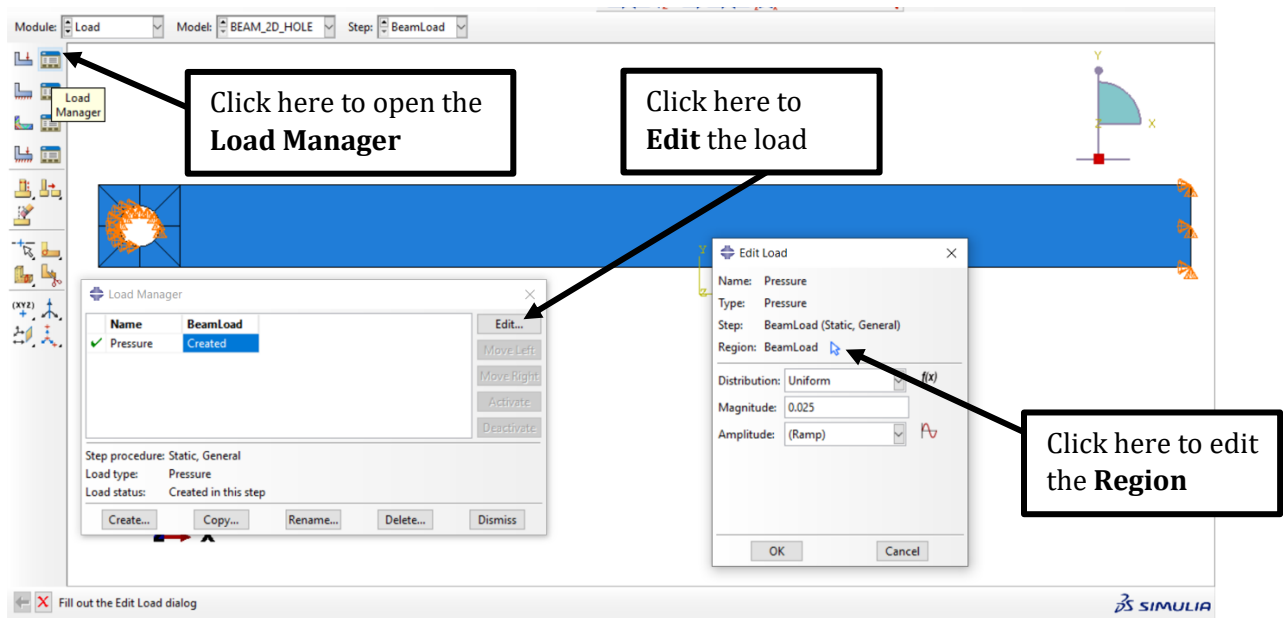 Module: Load Model: BEAM_2D_HOLE Step: BeamLoad
Load
Manager
Click here to open the
Load Manager
Click here to
Edit the load
Y
X
Y
Z
Load Manager
Name BeamLoad
Pressure Created
Edit...
Move Left
Move Right
Activate
Deactivate
Step procedure: Static, General
Load type: Pressure
Load status: Created in this step
Create... Copy... Rename... Delete... Dismiss
X
Edit Load
Name: Pressure
Type: Pressure
Step: BeamLoad (Static, General)
Region: BeamLoad
Distribution: Uniform f(x)
Magnitude: 0.025
Amplitude: (Ramp)
OK Cancel
Click here to edit
the Region
(XYZ)
Fill out the Edit Load dialog
SIMULIA